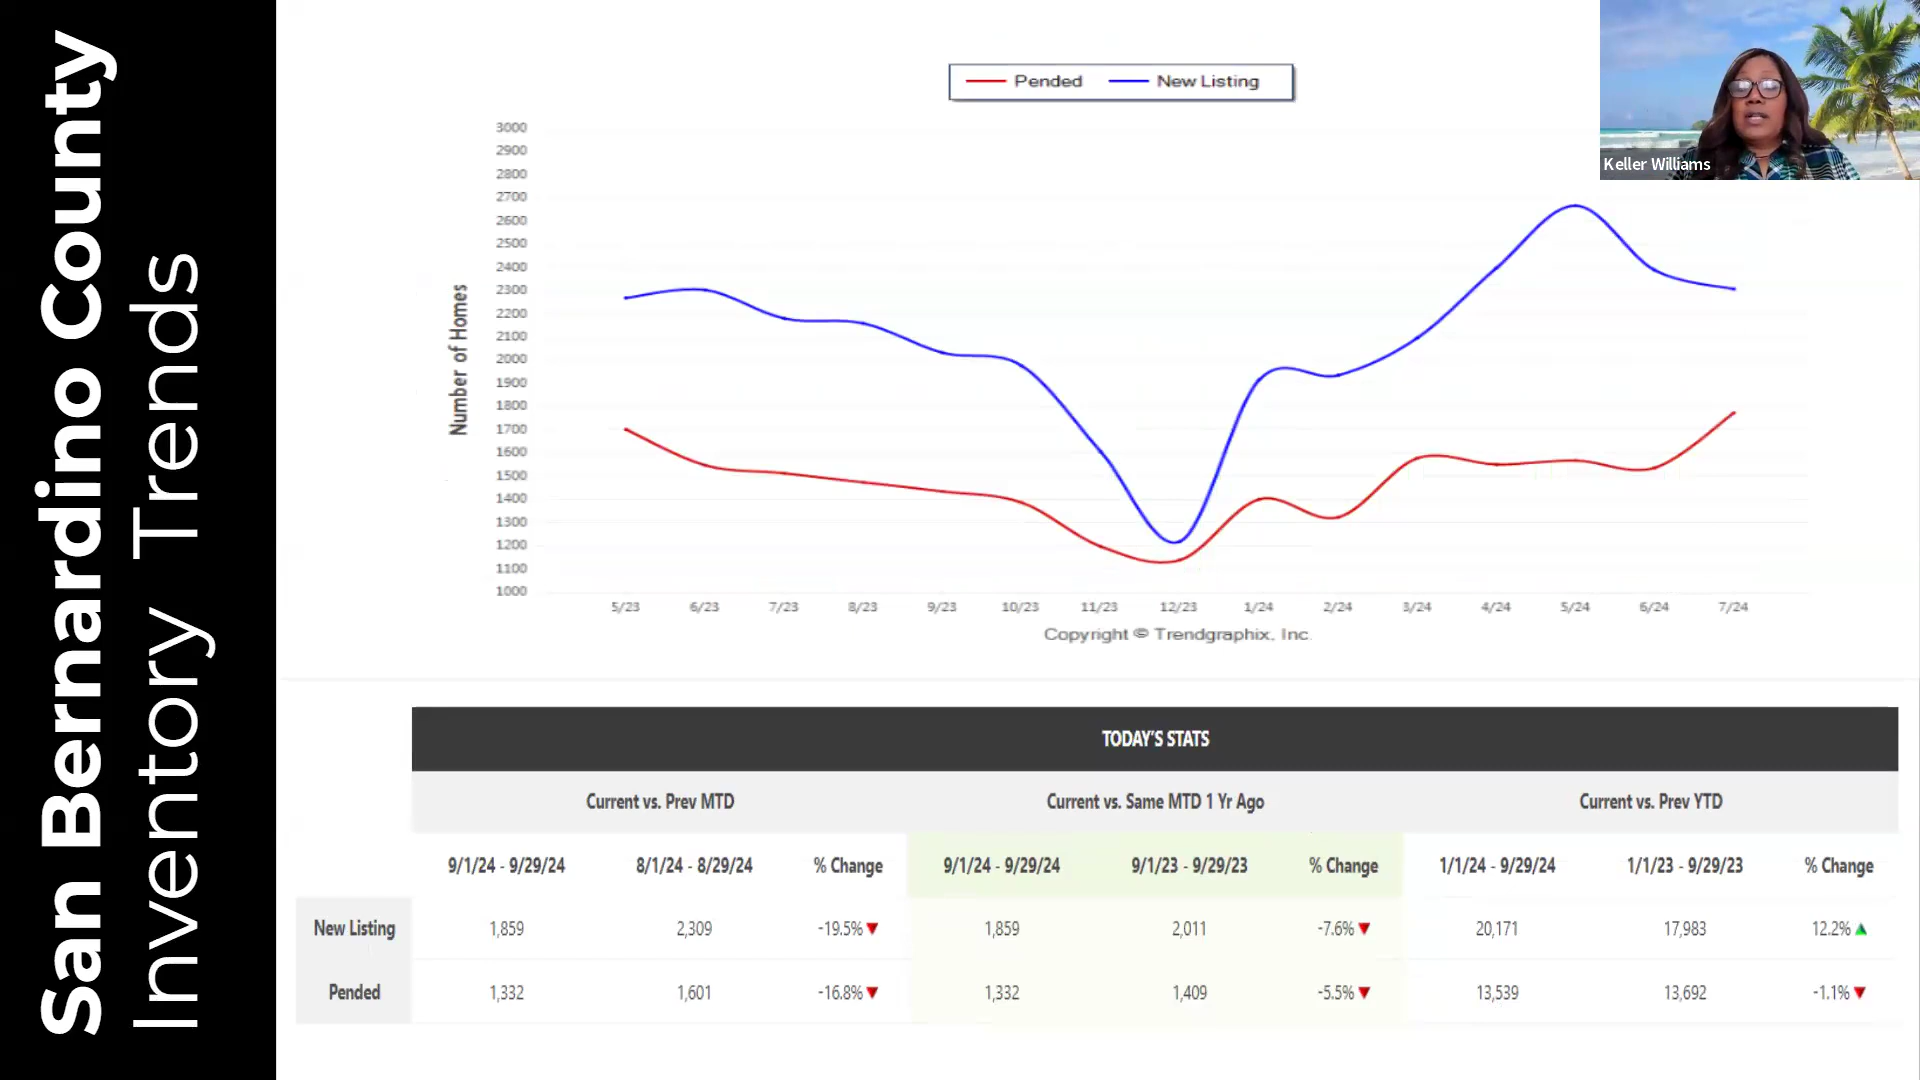 San Bernardino County
Inventory Trends
Pended New Listing
Keller Williams
3000
2900
2800
2700
2600
2500
2400
2300
2200
2100
2000
1900
1800
1700
1600
1500
1400
1300
1200
1100
1000
Number of Homes
5/23 6/23 7/23 8/23 9/23 10/23 11/23 12/23 1/24 2/24 3/24 4/24 5/24 6/24 7/24
Copyright © Trendgraphix, Inc.
TODAY'S STATS
Current vs. Prev MTD Current vs. Same MTD 1 Yr Ago Current vs. Prev YTD
9/1/24 - 9/29/24 8/1/24 - 8/29/24 % Change 9/1/24 - 9/29/24 9/1/23 - 9/29/23 % Change 1/1/24 - 9/29/24 1/1/23 - 9/29/23 % Change
New Listing 1,859 2,309 -19.5% 1,859 2,011 -7.6% 20,171 17,983 12.2%
Pended 1,332 1,601 -16.8% 1,332 1,409 -5.5% 13,539 13,692 -1.1%